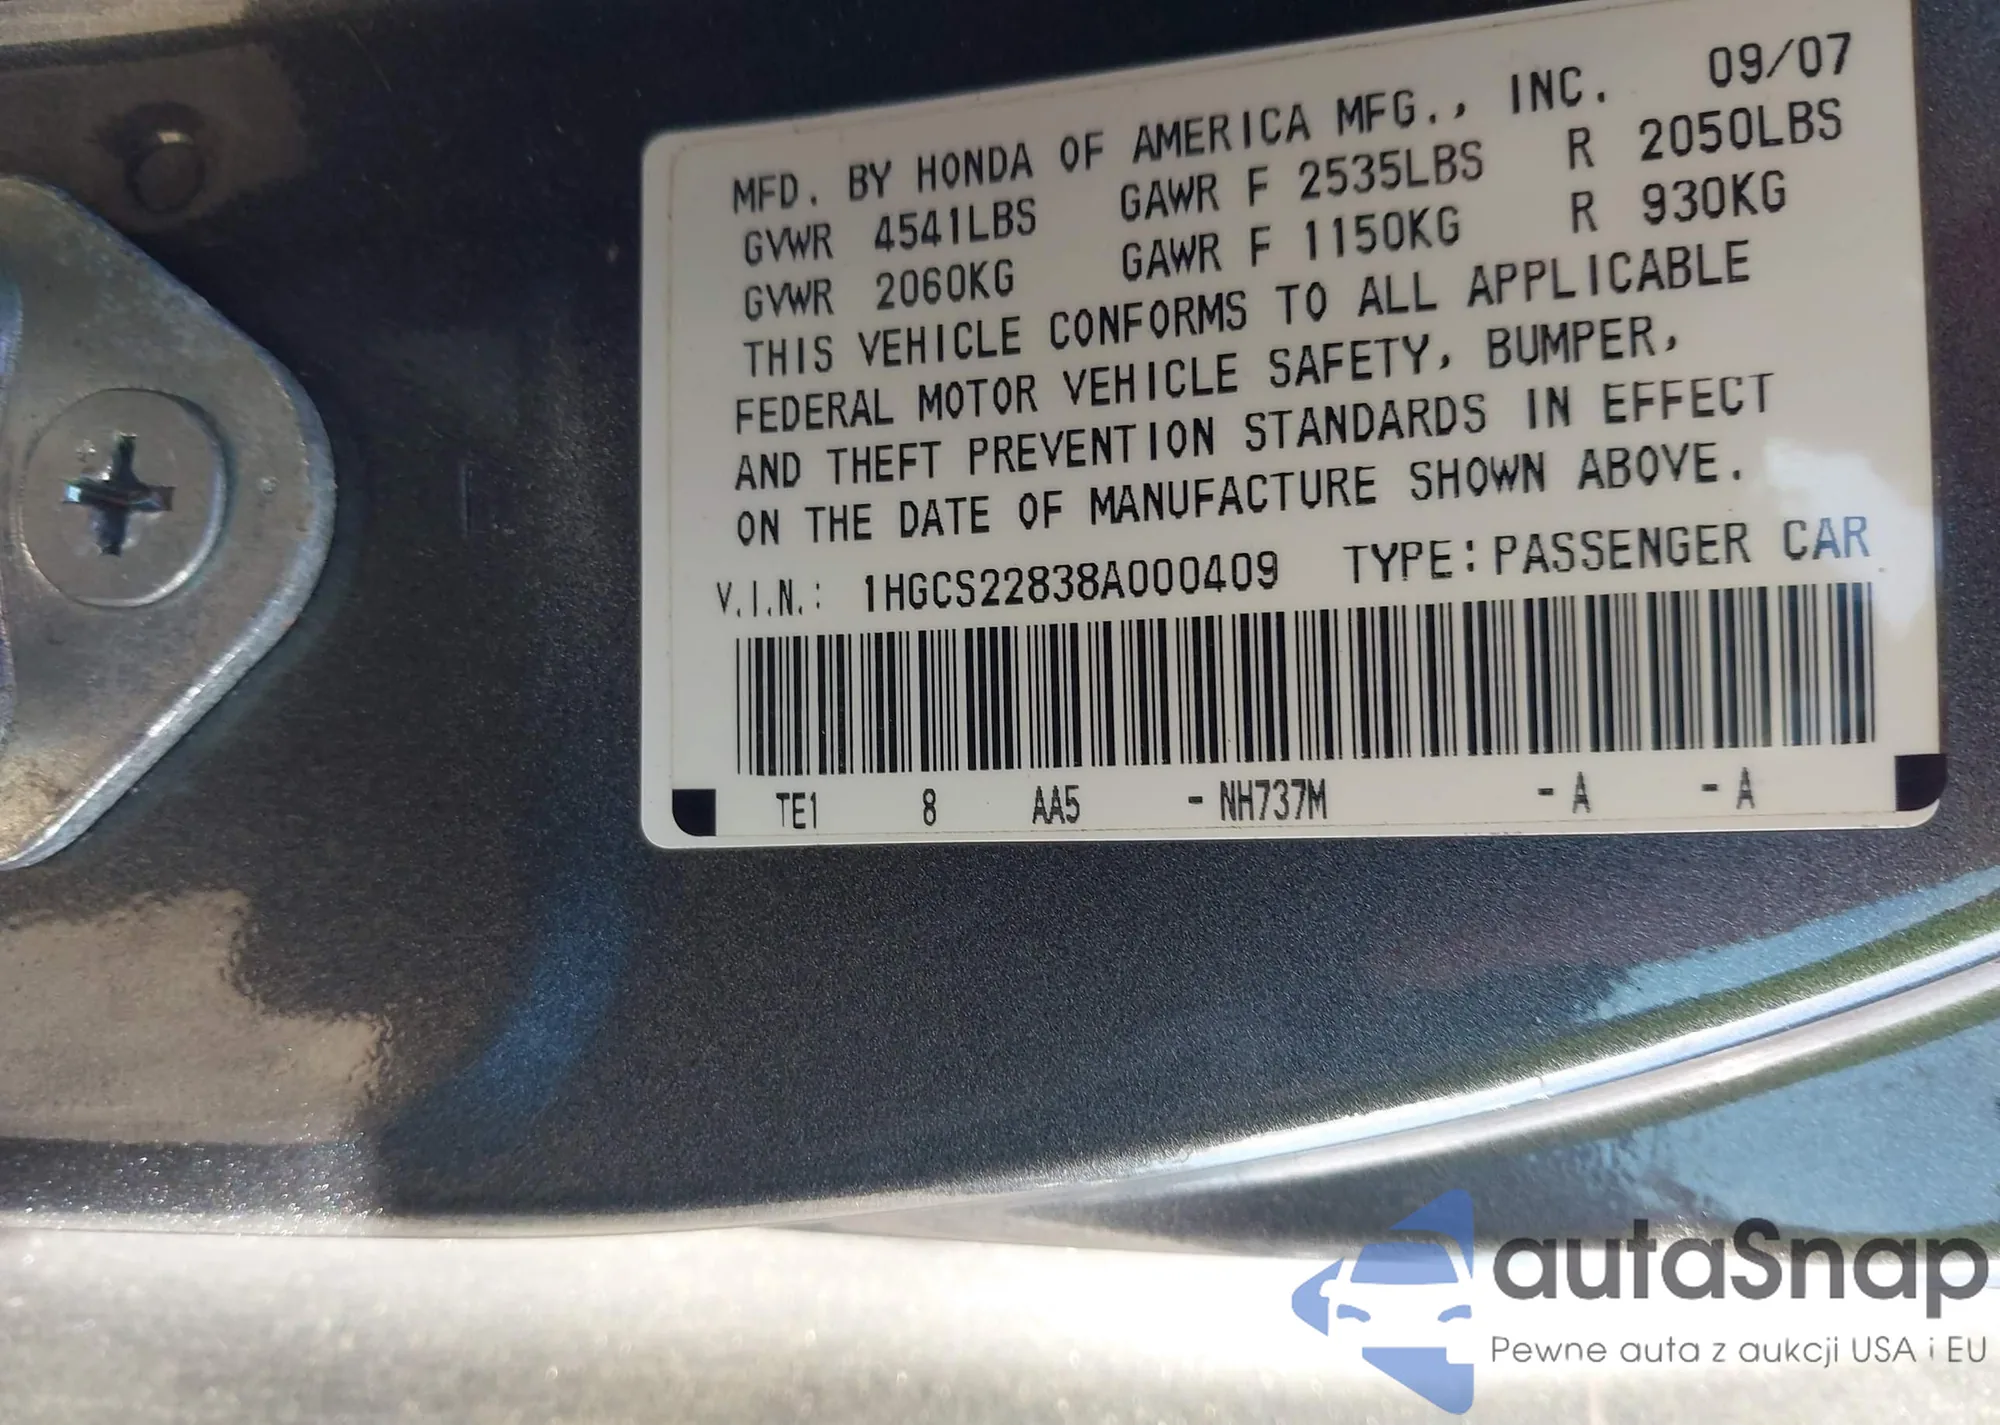 MFD. BY HONDA OF AMERICA MFG., INC. 09/07
GVWR 4541LBS GAWR F 2535LBS R 2050LBS
GVWR 2060KG GAWR F 1150KG R 930KG
THIS VEHICLE CONFORMS TO ALL APPLICABLE
FEDERAL MOTOR VEHICLE SAFETY, BUMPER,
AND THEFT PREVENTION STANDARDS IN EFFECT
ON THE DATE OF MANUFACTURE SHOWN ABOVE.
V.I.N.: 1HGCS22838A000409 TYPE:PASSENGER CAR
TE1 8 AA5 -NH737M -A -A
autaSnap
Pewne auta z aukcji USA i EU